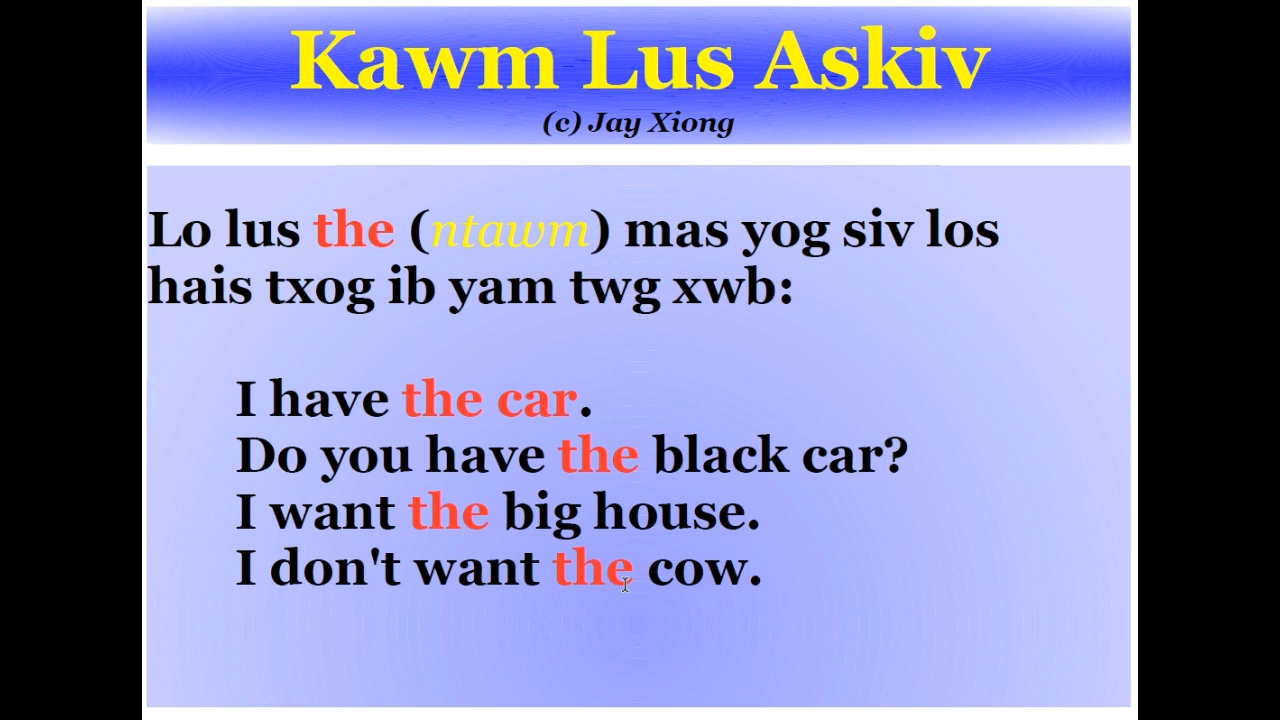 Kawm Lus Askiv
(c) Jay Xiong
Lo lus the (ntawm) mas yog siv los
hais txog ib yam twg xwb:
I have the car.
Do you have the black car?
I want the big house.
I don't want the cow.